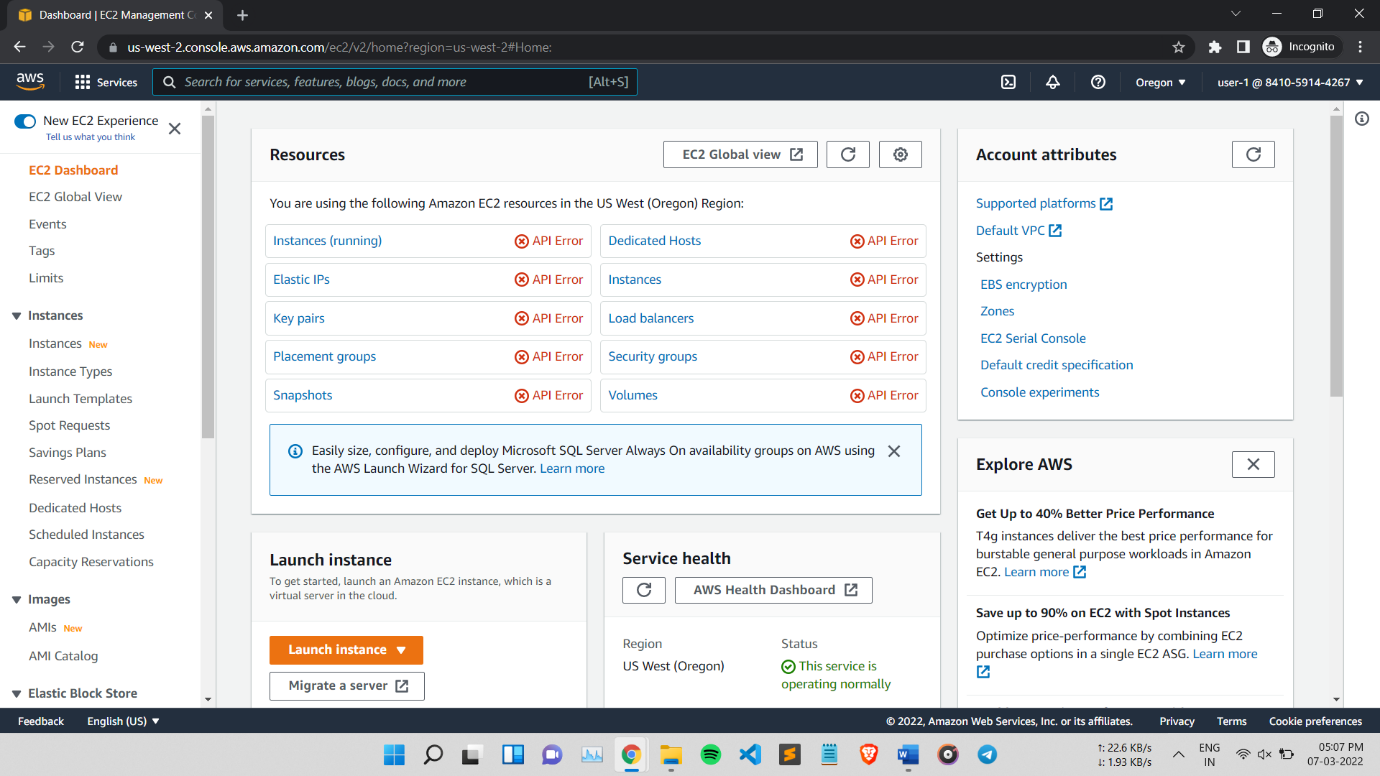 Dashboard | EC2 Management C
us-west-2.console.aws.amazon.com/ec2/v2/home?region=us-west-2#Home:
Incognito
aws
Services
Search for services, features, blogs, docs, and more
[Alt+S]
Oregon
user-1 @ 8410-5914-4267
New EC2 Experience
Tell us what you think
EC2 Dashboard
EC2 Global View
Events
Tags
Limits
Instances
Instances New
Instance Types
Launch Templates
Spot Requests
Savings Plans
Reserved Instances New
Dedicated Hosts
Scheduled Instances
Capacity Reservations
Images
AMIs New
AMI Catalog
Elastic Block Store
Resources
EC2 Global view
You are using the following Amazon EC2 resources in the US West (Oregon) Region:
Instances (running) API Error
Dedicated Hosts API Error
Elastic IPs API Error
Instances API Error
Key pairs API Error
Load balancers API Error
Placement groups API Error
Security groups API Error
Snapshots API Error
Volumes API Error
Easily size, configure, and deploy Microsoft SQL Server Always On availability groups on AWS using
the AWS Launch Wizard for SQL Server. Learn more
Launch instance
To get started, launch an Amazon EC2 instance, which is a
virtual server in the cloud.
Launch instance
Migrate a server
Service health
AWS Health Dashboard
Region
US West (Oregon)
Status
This service is
operating normally
Account attributes
Supported platforms
Default VPC
Settings
EBS encryption
Zones
EC2 Serial Console
Default credit specification
Console experiments
Explore AWS
Get Up to 40% Better Price Performance
T4g instances deliver the best price performance for
burstable general purpose workloads in Amazon
EC2. Learn more
Save up to 90% on EC2 with Spot Instances
Optimize price-performance by combining EC2
purchase options in a single EC2 ASG. Learn more
Feedback
English (US)
© 2022, Amazon Web Services, Inc. or its affiliates.
Privacy
Terms
Cookie preferences
↑: 22.6 KB/s
↓: 1.93 KB/s
ENG
IN
05:07 PM
07-03-2022